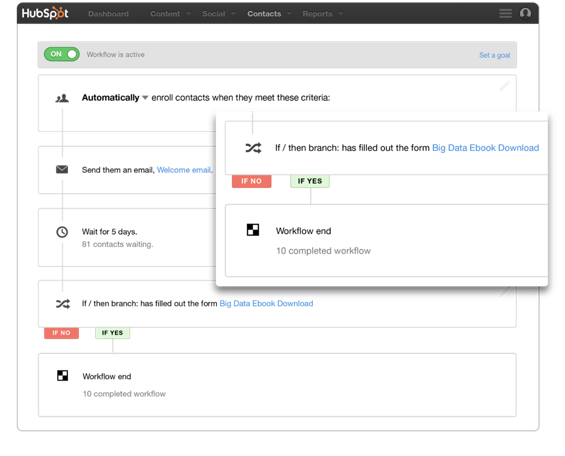 HubSpot Dashboard Content Social Contacts Reports
ON Workflow is active Set a goal
Automatically enroll contacts when they meet these criteria:
If / then branch: has filled out the form Big Data Ebook Download
IF NO IF YES
Workflow end
10 completed workflow
Send them an email, Welcome email.
Wait for 5 days.
81 contacts waiting.
If / then branch: has filled out the form Big Data Ebook Download
IF NO IF YES
Workflow end
10 completed workflow